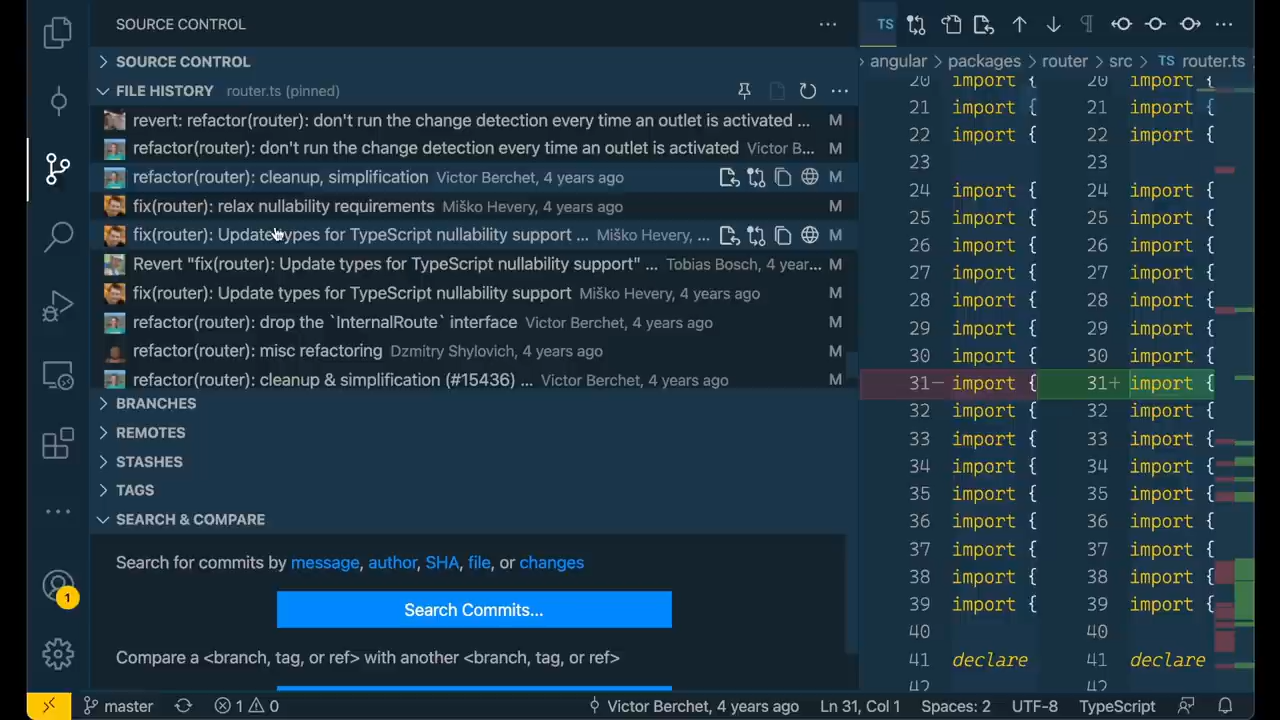 SOURCE CONTROL
SOURCE CONTROL
FILE HISTORY router.ts (pinned)
revert: refactor(router): don't run the change detection every time an outlet is activated ... M
refactor(router): don't run the change detection every time an outlet is activated Victor B... M
refactor(router): cleanup, simplification Victor Berchet, 4 years ago M
fix(router): relax nullability requirements Miško Hevery, 4 years ago M
fix(router): Update types for TypeScript nullability support ... Miško Hevery, ... M
Revert "fix(router): Update types for TypeScript nullability support" ... Tobias Bosch, 4 year... M
fix(router): Update types for TypeScript nullability support Miško Hevery, 4 years ago M
refactor(router): drop the `InternalRoute` interface Victor Berchet, 4 years ago M
refactor(router): misc refactoring Dzmitry Shylovich, 4 years ago M
refactor(router): cleanup & simplification (#15436) ... Victor Berchet, 4 years ago M
BRANCHES
REMOTES
STASHES
TAGS
SEARCH & COMPARE
Search for commits by message, author, SHA, file, or changes
Search Commits...
Compare a <branch, tag, or ref> with another <branch, tag, or ref>
1
TS
> angular > packages > router > src > TS router.ts
20 import { 20 import {
21 import { 21 import {
22 import { 22 import {
23 23
24 import { 24 import {
25 import { 25 import {
26 import { 26 import {
27 import { 27 import {
28 import { 28 import {
29 import { 29 import {
30 import { 30 import {
31− import { 31+ import {
32 import { 32 import {
33 import { 33 import {
34 import { 34 import {
35 import { 35 import {
36 import { 36 import {
37 import { 37 import {
38 import { 38 import {
39 import { 39 import {
40 40
41 declare 41 declare
42 42
master 1 0 Victor Berchet, 4 years ago Ln 31, Col 1 Spaces: 2 UTF-8 TypeScript